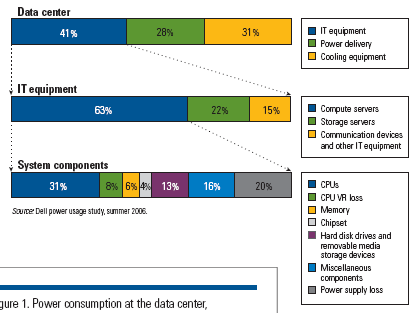 Data center
41% 28% 31%
IT equipment
Power delivery
Cooling equipment
IT equipment
63% 22% 15%
Compute servers
Storage servers
Communication devices
and other IT equipment
System components
31% 8% 6% 4% 13% 16% 20%
CPUs
CPU VR loss
Memory
Chipset
Hard disk drives and
removable media
storage devices
Miscellaneous
components
Power supply loss
Source: Dell power usage study, summer 2006.
gure 1. Power consumption at the data center,